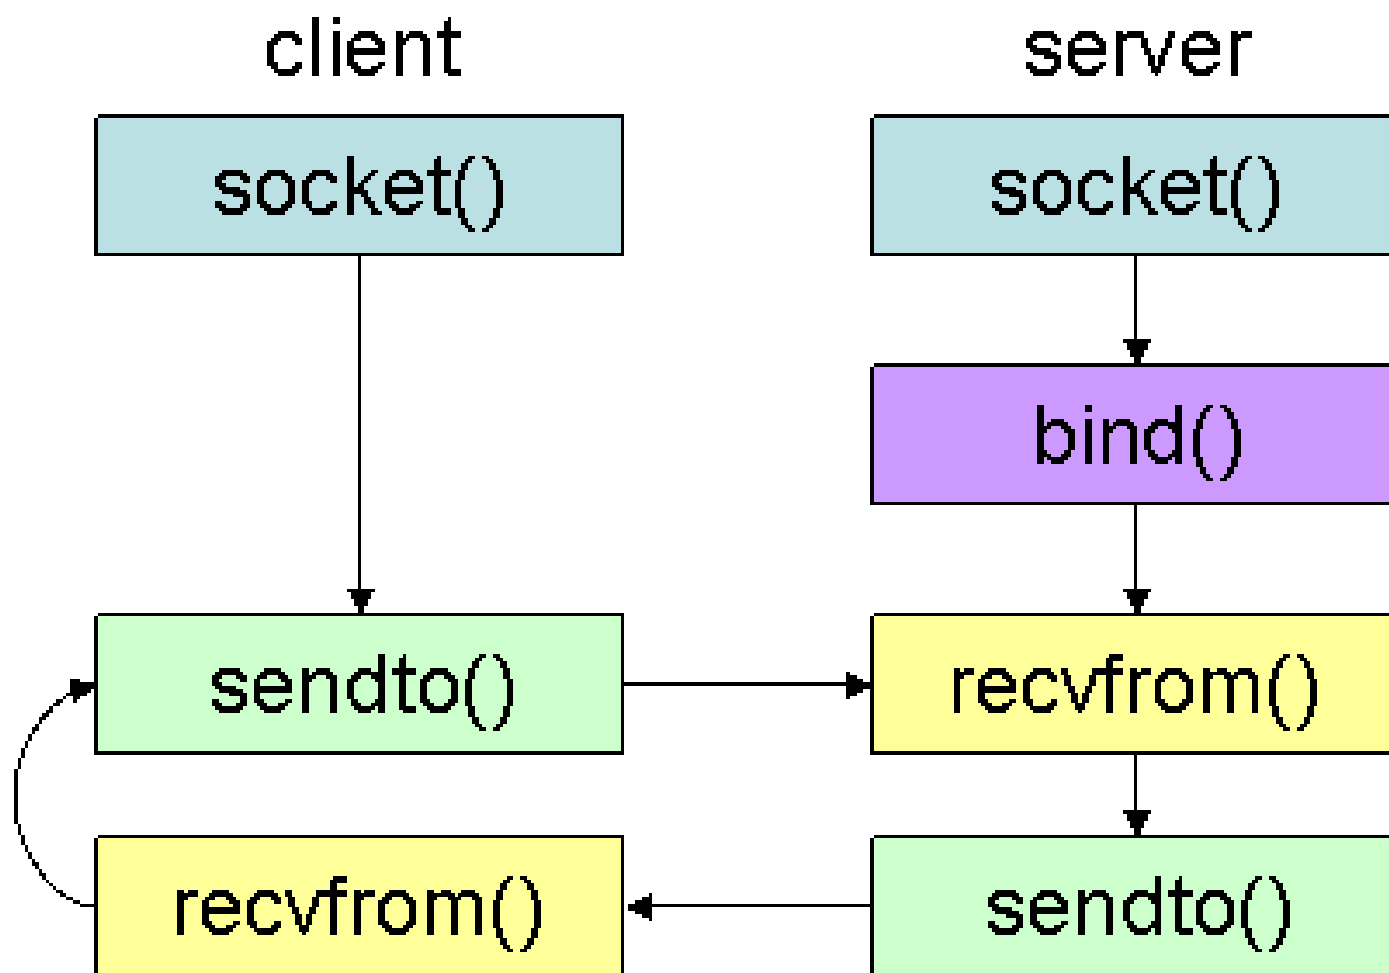 client
server
socket()
socket()
bind()
sendto()
recvfrom()
recvfrom()
sendto()